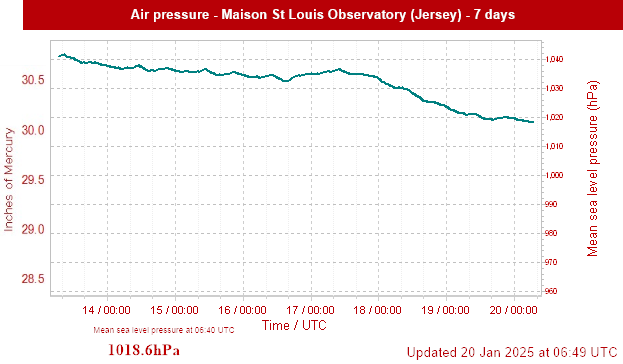 Air pressure - Maison St Louis Observatory (Jersey) - 7 days
1,040
30.5
1,030
1,020
30.0
1,010
29.5
1,000
990
29.0
980
970
28.5
960
Inches of Mercury
Mean sea level pressure (hPa)
14 / 00:00 15 / 00:00 16 / 00:00 17 / 00:00 18 / 00:00 19 / 00:00 20 / 00:00
Time / UTC
Mean sea level pressure at 06:40 UTC
1018.6hPa
Updated 20 Jan 2025 at 06:49 UTC